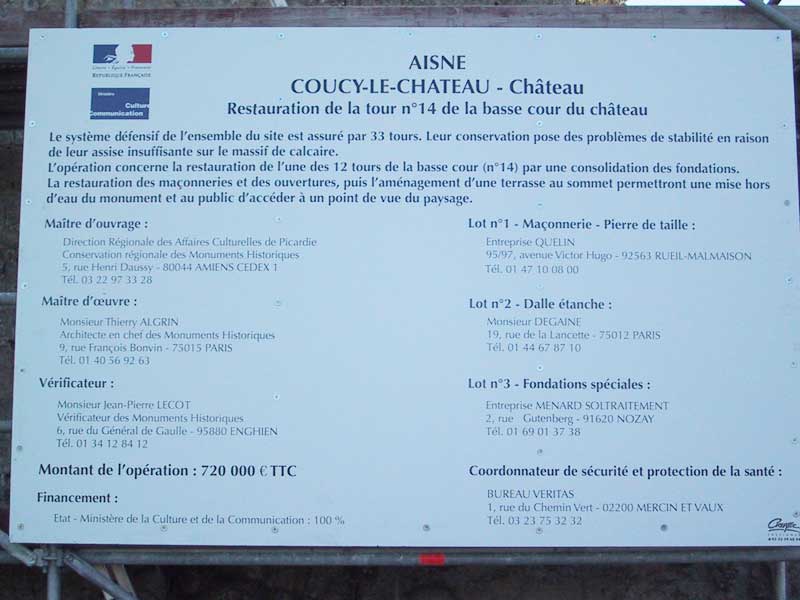 Liberté • Égalité • Fraternité
RÉPUBLIQUE FRANÇAISE
Ministère
Culture
Communication
AISNE
COUCY-LE-CHATEAU - Château
Restauration de la tour n°14 de la basse cour du château
Le système défensif de l'ensemble du site est assuré par 33 tours. Leur conservation pose des problèmes de stabilité en raison
de leur assise insuffisante sur le massif de calcaire.
L'opération concerne la restauration de l'une des 12 tours de la basse cour (n°14) par une consolidation des fondations.
La restauration des maçonneries et des ouvertures, puis l'aménagement d'une terrasse au sommet permettront une mise hors
d'eau du monument et au public d'accéder à un point de vue du paysage.
Maître d'ouvrage :
Direction Régionale des Affaires Culturelles de Picardie
Conservation régionale des Monuments Historiques
5, rue Henri Daussy - 80044 AMIENS CEDEX 1
Tél. 03 22 97 33 28
Maître d'œuvre :
Monsieur Thierry ALGRIN
Architecte en chef des Monuments Historiques
9, rue François Bonvin - 75015 PARIS
Tél. 01 40 56 92 63
Vérificateur :
Monsieur Jean-Pierre LECOT
Vérificateur des Monuments Historiques
6, rue du Général de Gaulle - 95880 ENGHIEN
Tél. 01 34 12 84 12
Montant de l'opération : 720 000 € TTC
Financement :
Etat - Ministère de la Culture et de la Communication : 100 %
Lot n°1 - Maçonnerie - Pierre de taille :
Entreprise QUELIN
95/97, avenue Victor Hugo - 92563 RUEIL-MALMAISON
Tél. 01 47 10 08 00
Lot n°2 - Dalle étanche :
Monsieur DEGAINE
19, rue de la Lancette - 75012 PARIS
Tél. 01 44 67 87 10
Lot n°3 - Fondations spéciales :
Entreprise MENARD SOLTRAITEMENT
2, rue Gutenberg - 91620 NOZAY
Tél. 01 69 01 37 38
Coordonnateur de sécurité et protection de la santé :
BUREAU VERITAS
1, rue du Chemin Vert - 02200 MERCIN ET VAUX
Tél. 03 23 75 32 32